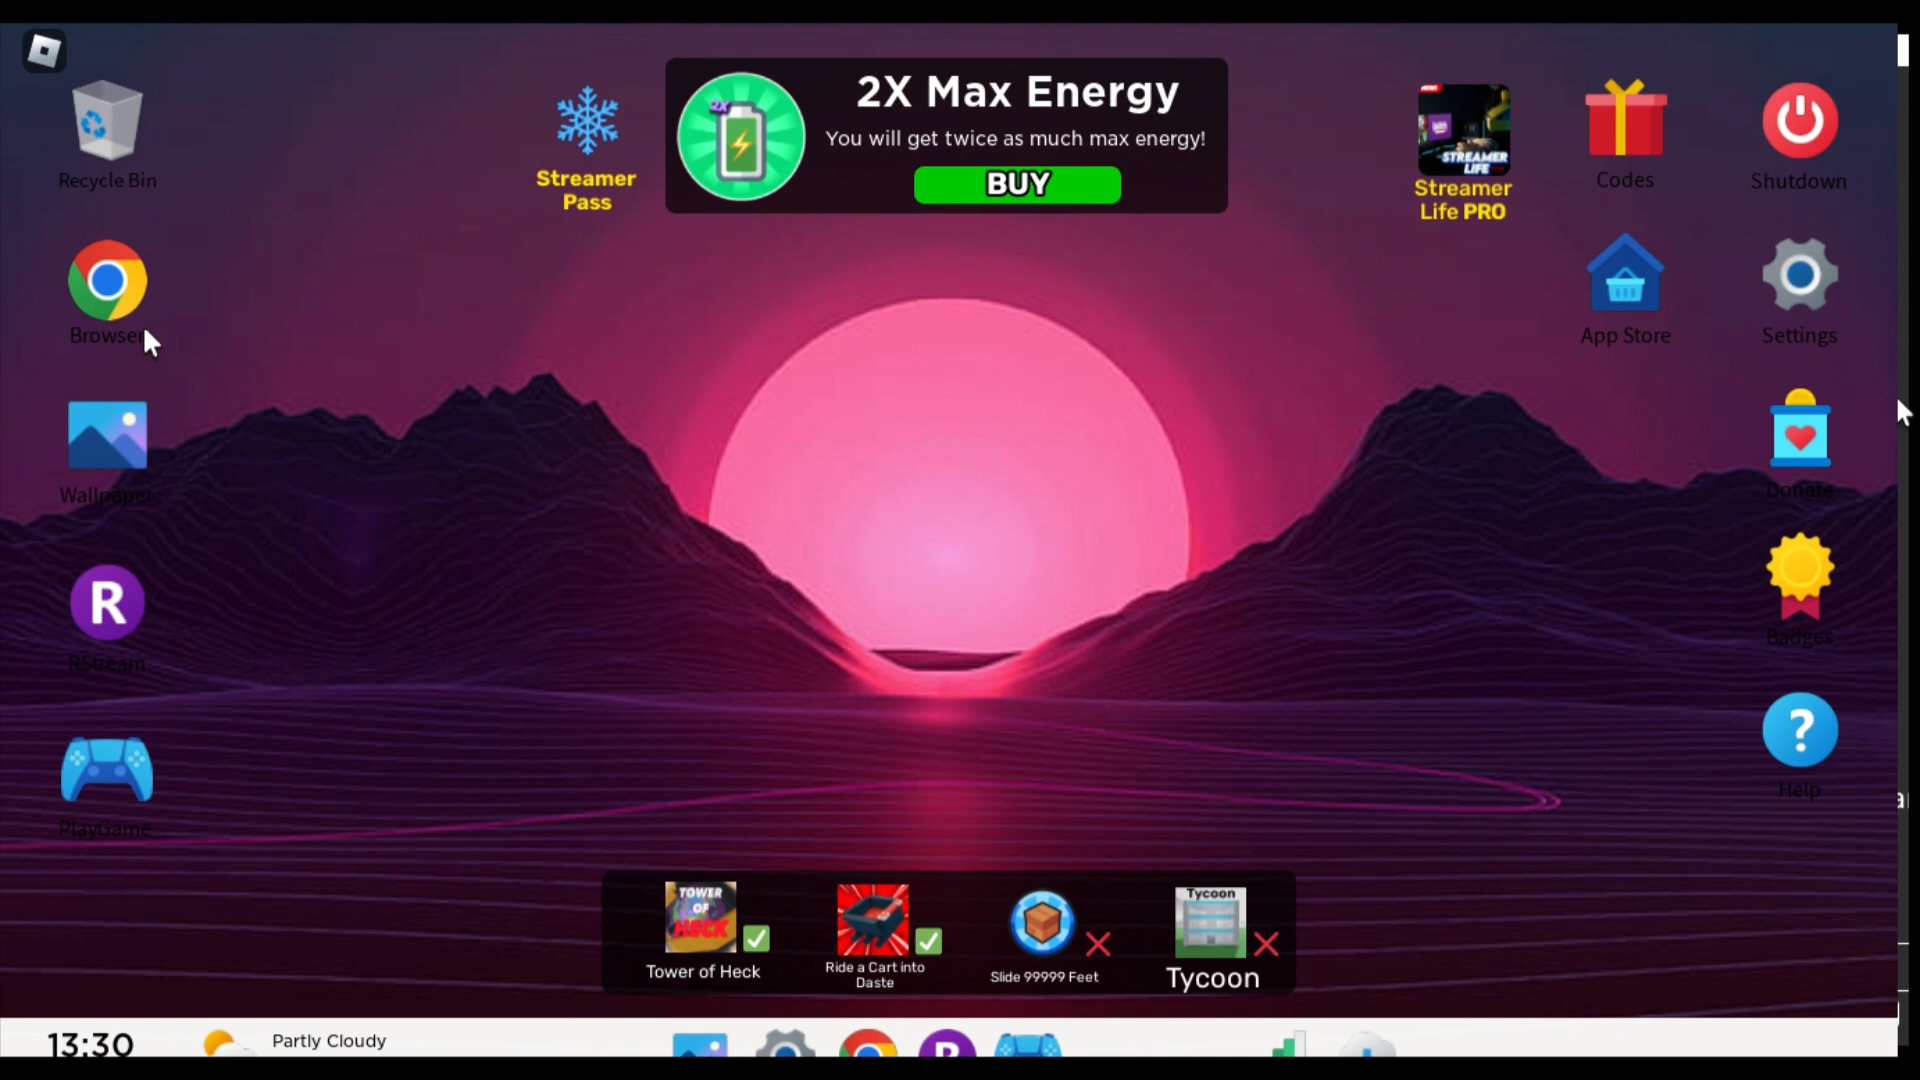 Recycle Bin
Browser
Wallpaper
RStream
PlayGame
R
Streamer
Pass
2X
2X Max Energy
You will get twice as much max energy!
BUY
STREAMER
LIFE
Streamer
Life PRO
Codes
Shutdown
App Store
Settings
Donate
Badges
?
Help
TOWER
OF
HECK
Tower of Heck
Ride a Cart into
Daste
Slide 99999 Feet
Tycoon
Tycoon
13:30
Partly Cloudy
R